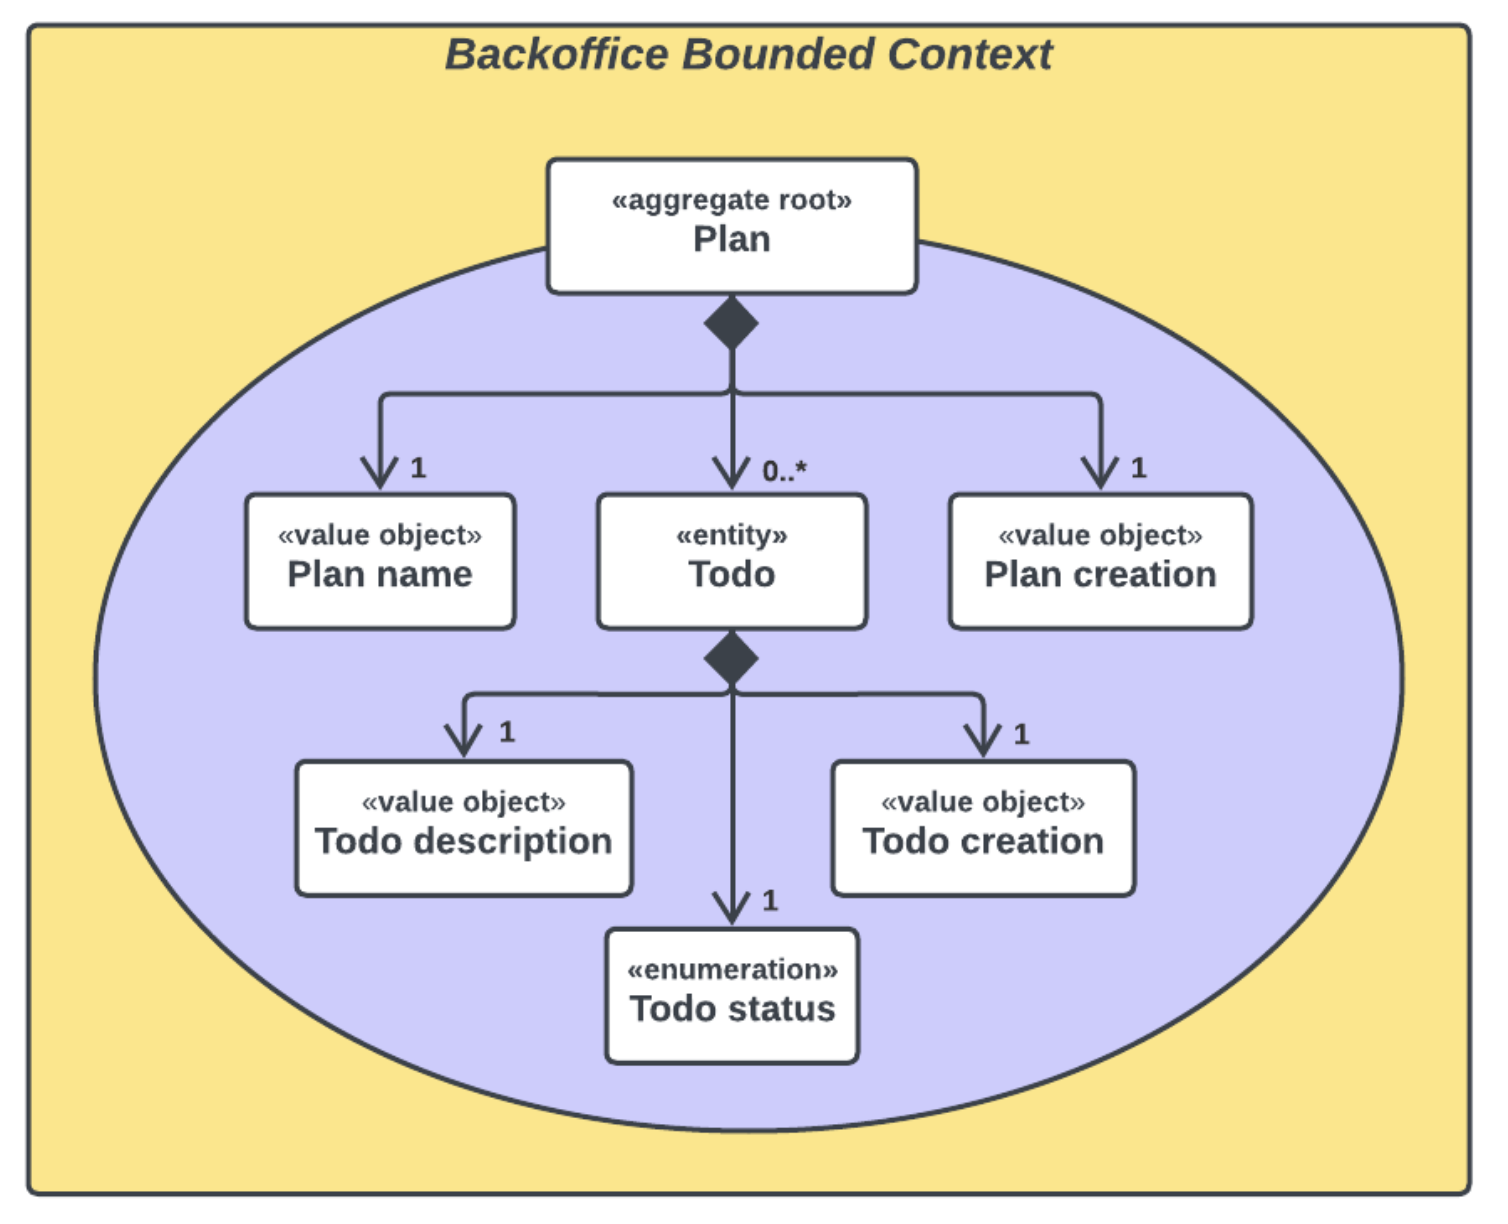 Backoffice Bounded Context
«aggregate root»
Plan
1
0..*
1
«value object»
Plan name
«entity»
Todo
«value object»
Plan creation
1
1
«value object»
Todo description
«value object»
Todo creation
1
«enumeration»
Todo status